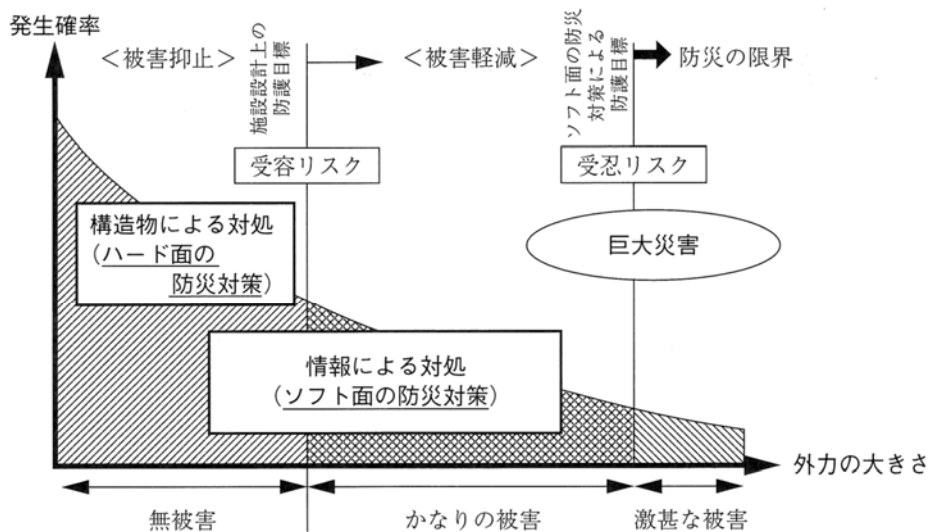 発生確率
＜被害抑止＞
施設設計上の
防護目標
＜被害軽減＞
ソフト面の防災
対策による
防護目標
防災の限界
受容リスク
受忍リスク
構造物による対処
（ハード面の
防災対策）
巨大災害
情報による対処
（ソフト面の防災対策）
外力の大きさ
無被害
かなりの被害
激甚な被害